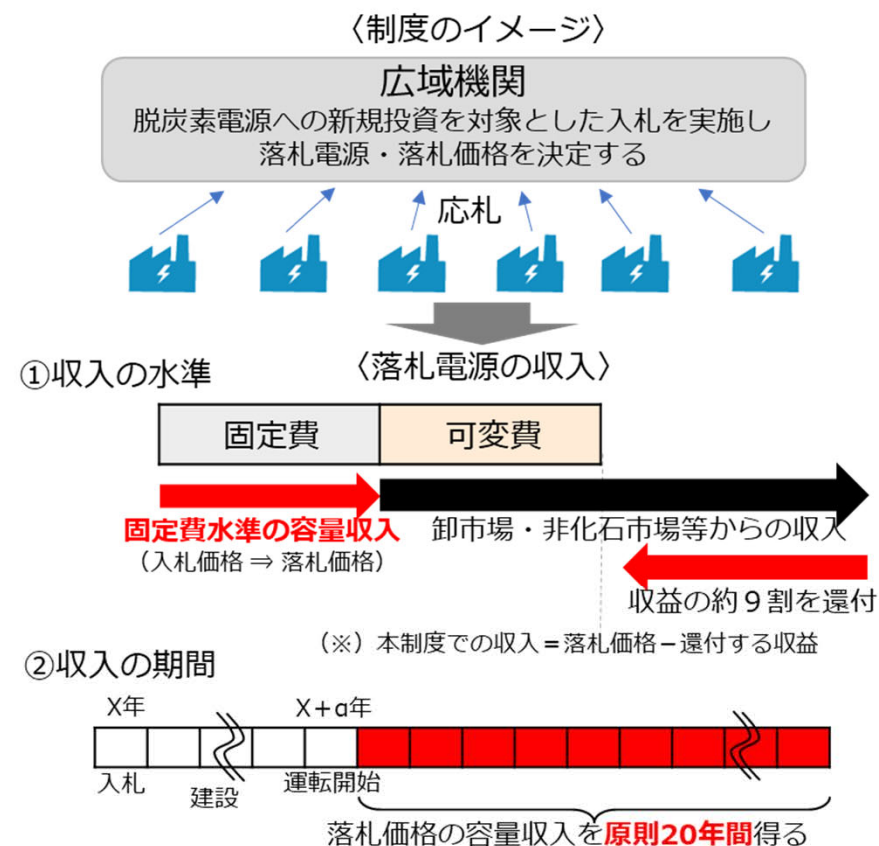 〈制度のイメージ〉
広域機関
脱炭素電源への新規投資を対象とした入札を実施し
落札電源・落札価格を決定する
応札
①収入の水準
〈落札電源の収入〉
固定費
可変費
固定費水準の容量収入
（入札価格 ⇒ 落札価格）
卸市場・非化石市場等からの収入
収益の約９割を還付
（※）本制度での収入＝落札価格－還付する収益
②収入の期間
X年
X+α年
入札
建設
運転開始
落札価格の容量収入を原則20年間得る